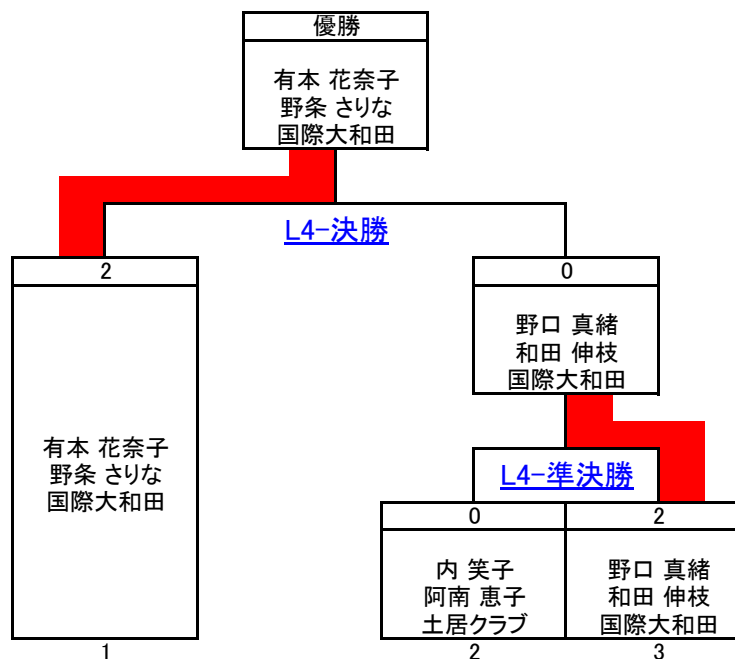 優勝
有本 花奈子
野条 さりな
国際大和田
L4-決勝
2
0
野口 真緒
和田 伸枝
国際大和田
有本 花奈子
野条 さりな
国際大和田
L4-準決勝
0
2
内 笑子
阿南 恵子
土居クラブ
野口 真緒
和田 伸枝
国際大和田
1
2
3